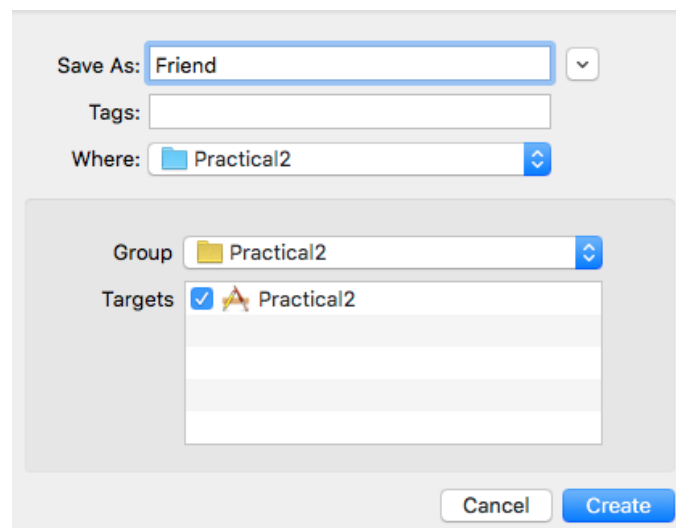 Save As: Friend
Tags:
Where: Practical2
Group Practical2
Targets Practical2
Cancel Create